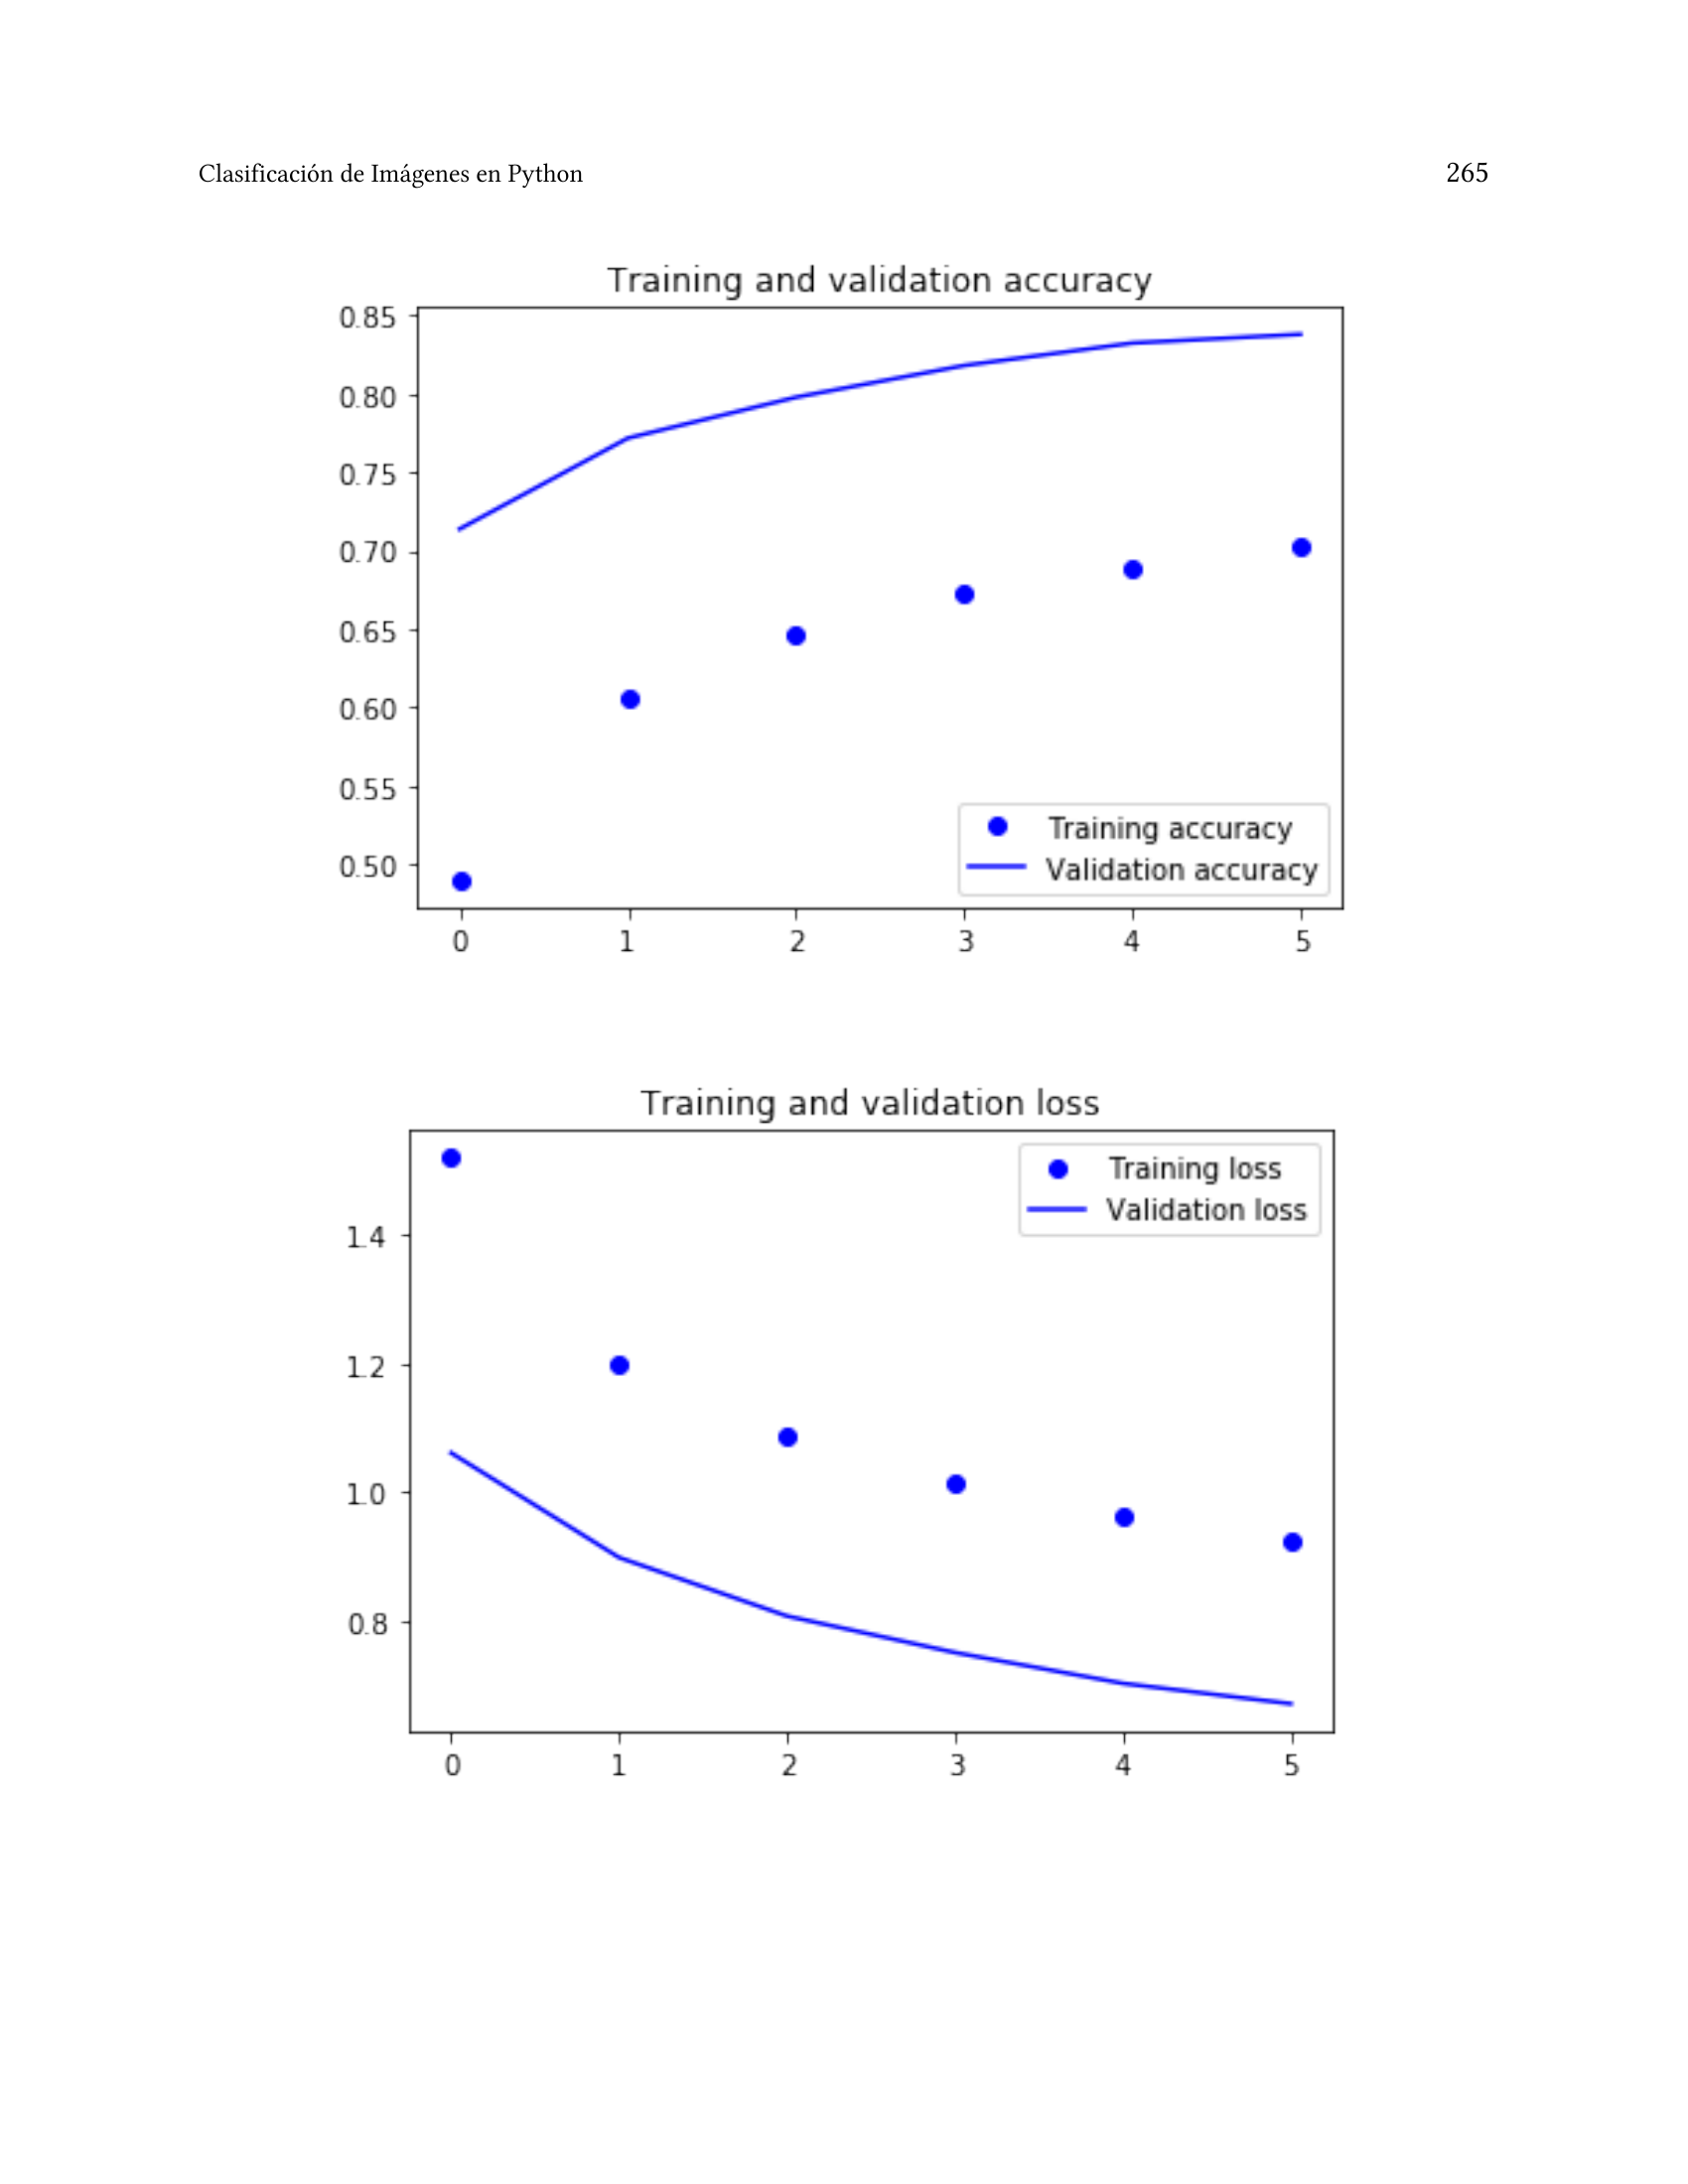 Clasificación de Imágenes en Python 265
Training and validation accuracy
0.85
0.80
0.75
0.70
0.65
0.60
0.55
0.50
Training accuracy
Validation accuracy
0 1 2 3 4 5
Training and validation loss
Training loss
Validation loss
1.4
1.2
1.0
0.8
0 1 2 3 4 5